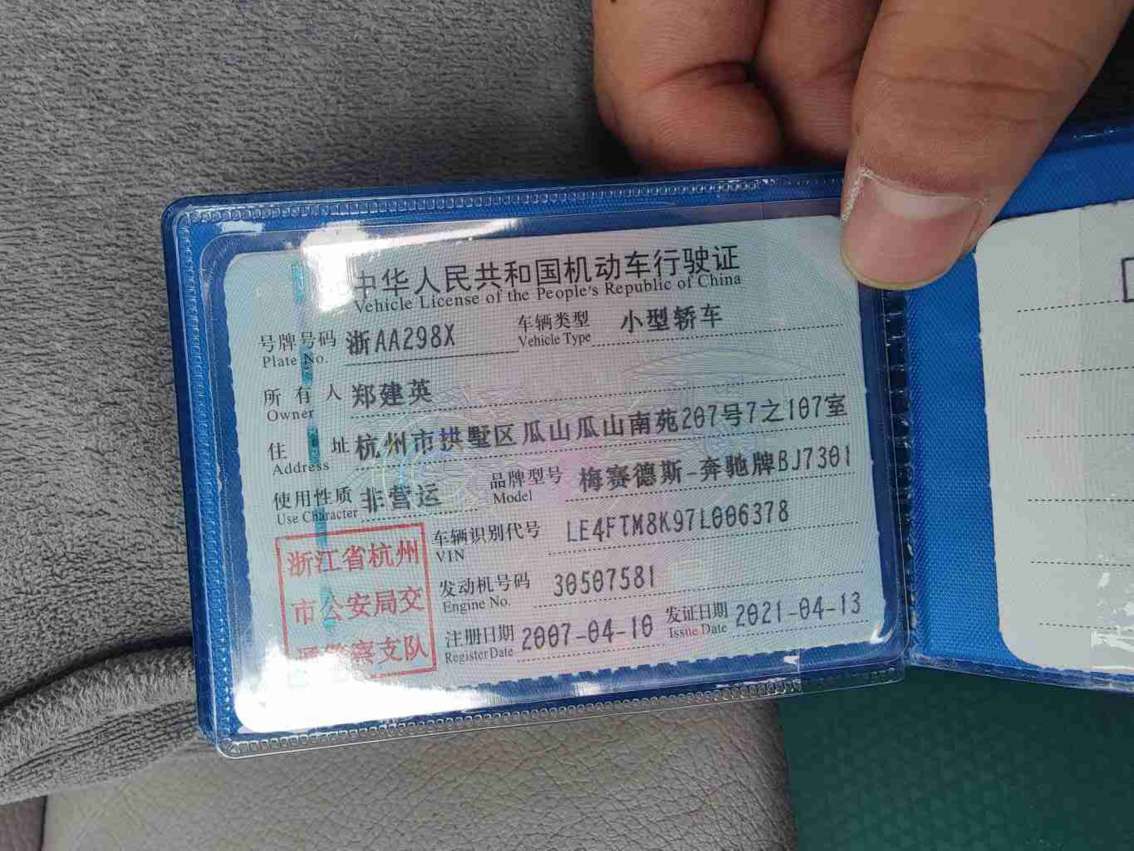 中华人民共和国机动车行驶证
Vehicle License of the People's Republic of China
号牌号码 浙AA298X 车辆类型 小型轿车
Plate No. Vehicle Type
所有人 郑建英
Owner
住址 杭州市拱墅区瓜山瓜山南苑207号7之107室
Address
使用性质 非营运 品牌型号 梅赛德斯-奔驰牌BJ7301
Use Character Model
车辆识别代号 LE4FTM8K97L006378
VIN
发动机号码 30507581
Engine No.
注册日期 2007-04-10 发证日期 2021-04-13
Register Date Issue Date
浙江省杭州
市公安局交
通警察支队